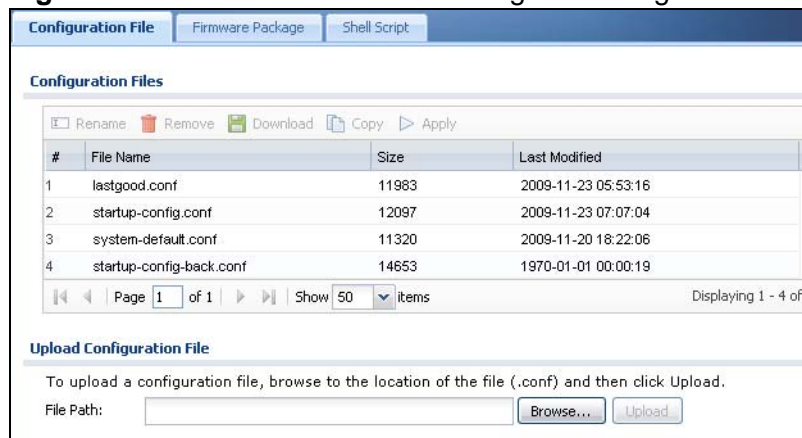 Configuration File Firmware Package Shell Script
Configuration Files
Rename Remove Download Copy Apply
# File Name Size Last Modified
1 lastgood.conf 11983 2009-11-23 05:53:16
2 startup-config.conf 12097 2009-11-23 07:07:04
3 system-default.conf 11320 2009-11-20 18:22:06
4 startup-config-back.conf 14653 1970-01-01 00:00:19
Page 1 of 1 Show 50 items Displaying 1 - 4 of
Upload Configuration File
To upload a configuration file, browse to the location of the file (.conf) and then click Upload.
File Path: Browse... Upload